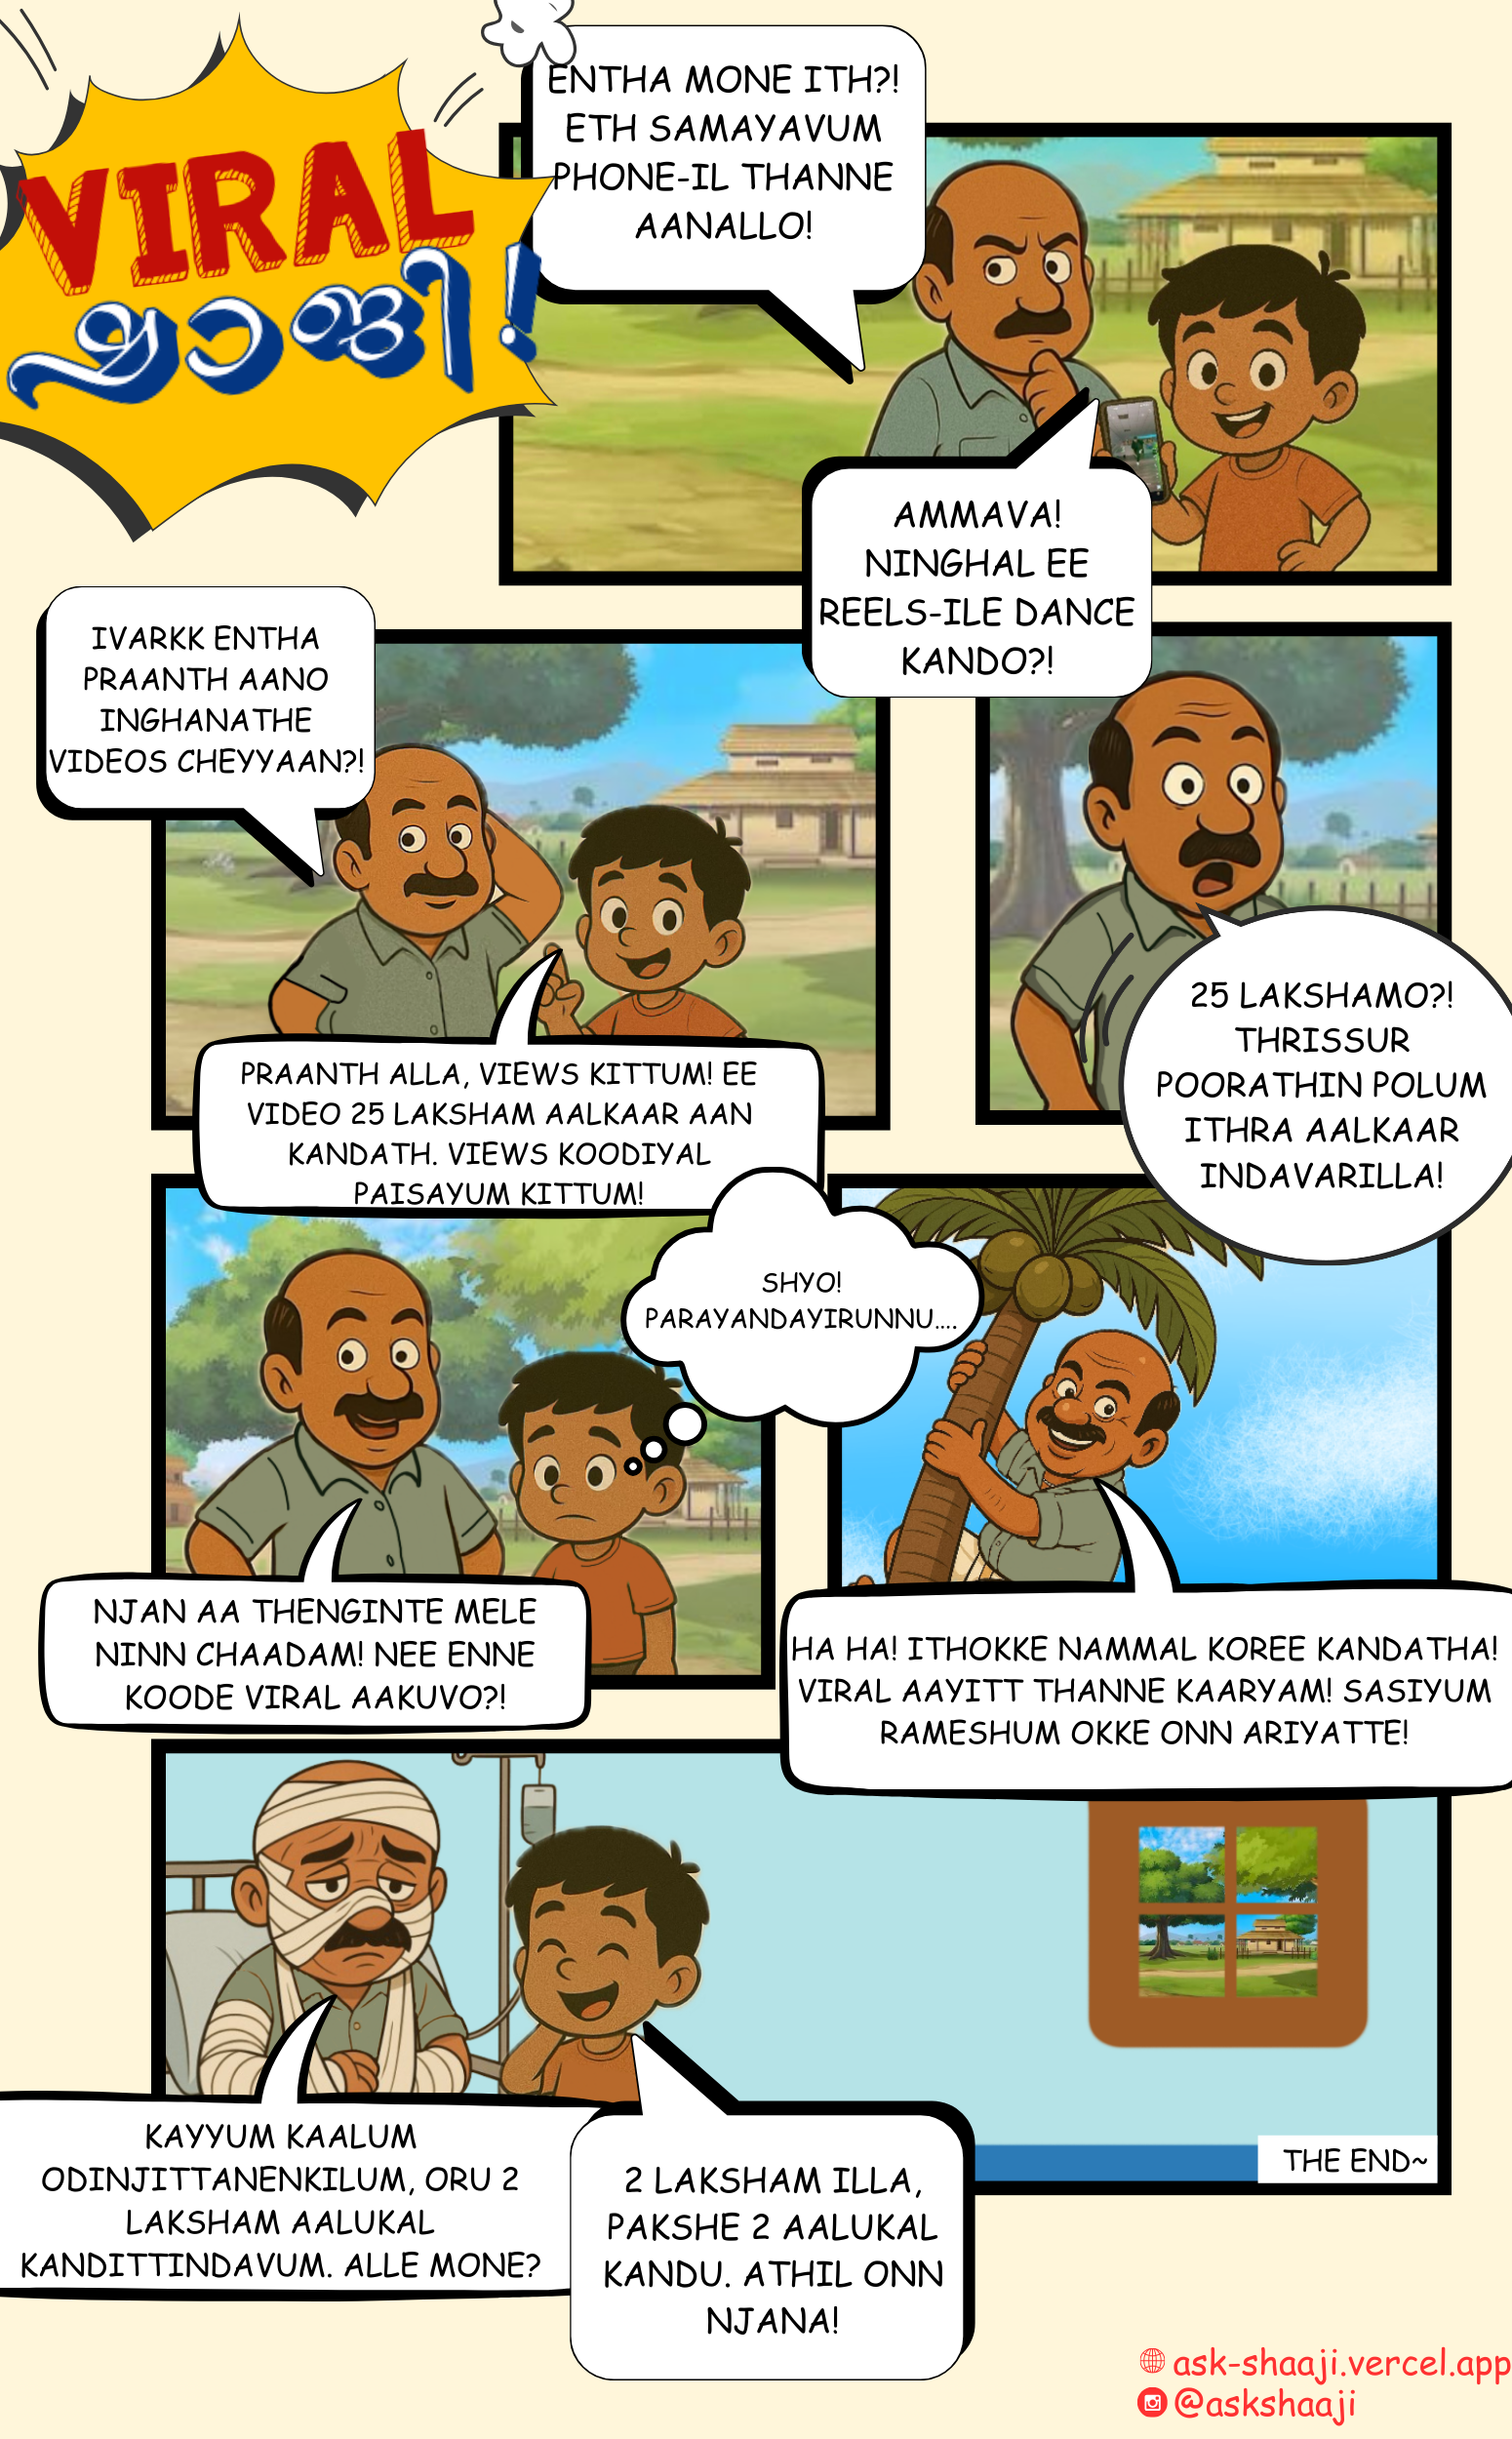 VIRAL
ഷാജി!
ENTHA MONE ITH?!
ETH SAMAYAVUM
PHONE-IL THANNE
AANALLO!
AMMAVA!
NINGHAL EE
REELS-ILE DANCE
KANDO?!
IVARKK ENTHA
PRAANTH AANO
INGHANATHE
VIDEOS CHEYYAAN?!
PRAANTH ALLA, VIEWS KITTUM! EE
VIDEO 25 LAKSHAM AALKAAR AAN
KANDATH. VIEWS KOODIYAL
PAISAYUM KITTUM!
25 LAKSHAMO?!
THRISSUR
POORATHIN POLUM
ITHRA AALKAAR
INDAVARILLA!
NJAN AA THENGINTE MELE
NINN CHAADAM! NEE ENNE
KOODE VIRAL AAKUVO?!
SHYO!
PARAYANDAYIRUNNU....
HA HA! ITHOKKE NAMMAL KOREE KANDATHA!
VIRAL AAYITT THANNE KAARYAM! SASIYUM
RAMESHUM OKKE ONN ARIYATTE!
KAYYUM KAALUM
ODINJITTANENKILUM, ORU 2
LAKSHAM AALUKAL
KANDITTINDAVUM. ALLE MONE?
2 LAKSHAM ILLA,
PAKSHE 2 AALUKAL
KANDU. ATHIL ONN
NJANA!
THE END~
ask-shaaji.vercel.app
@askshaaji